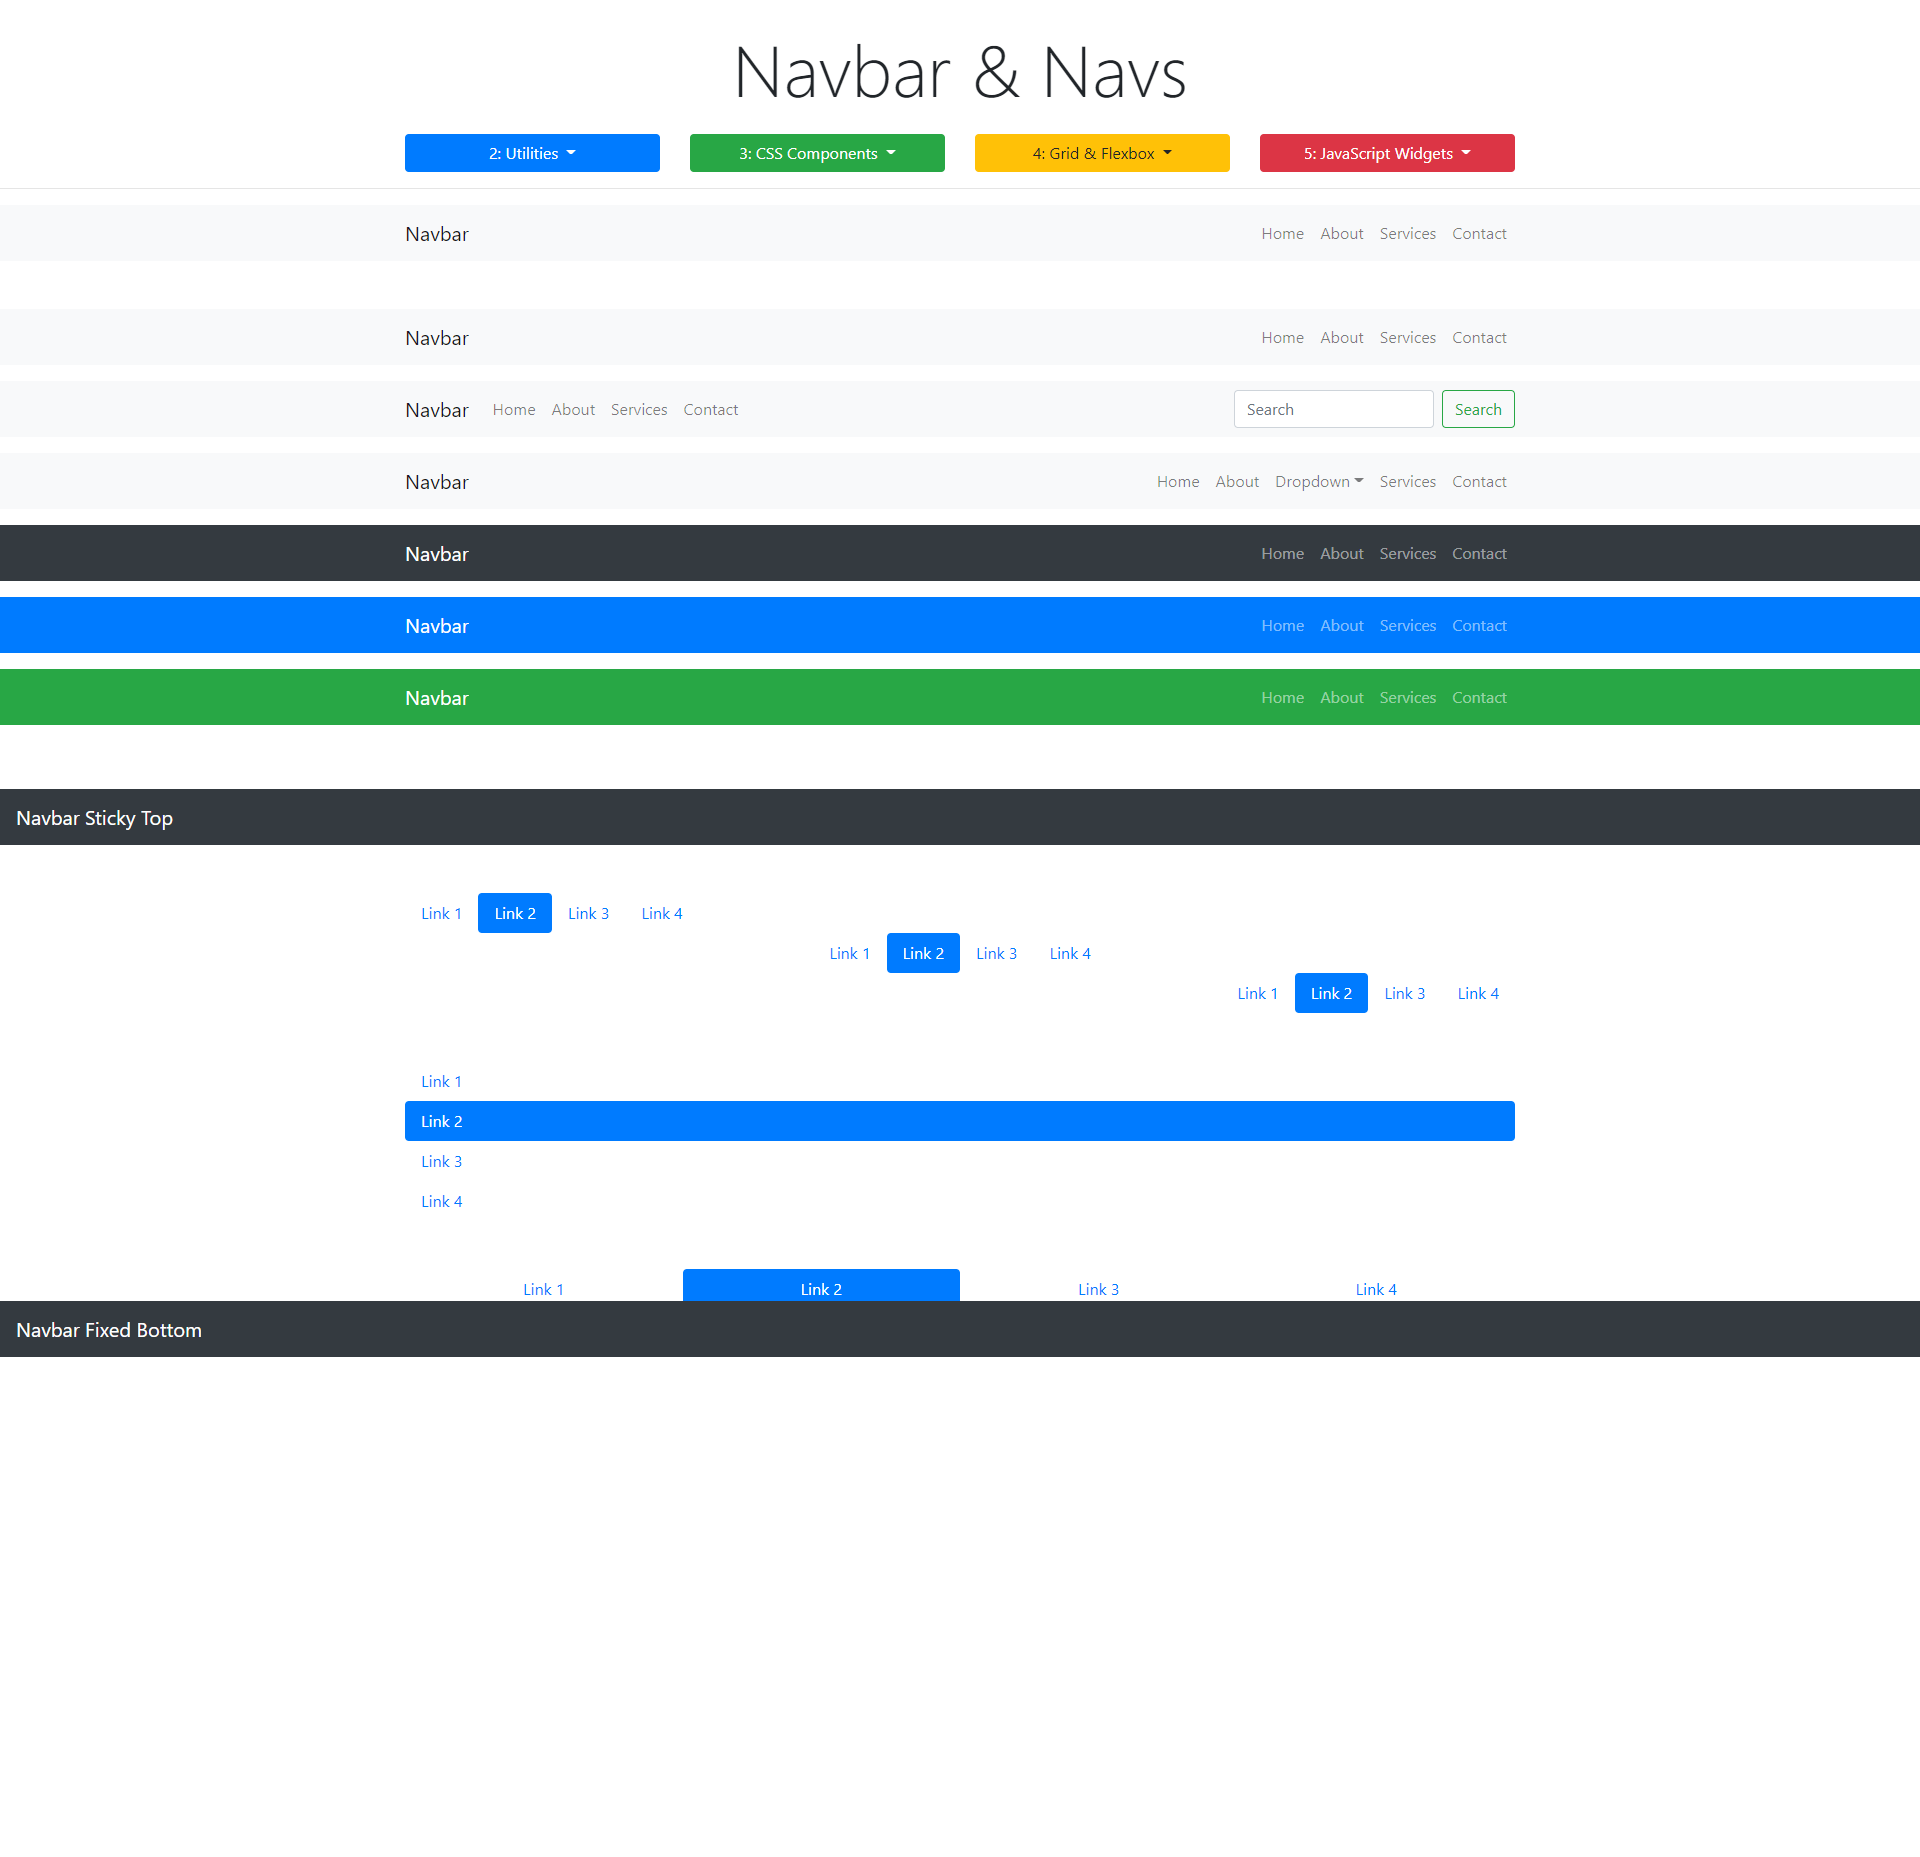 Navbar & Navs
2: Utilities 3: CSS Components 4: Grid & Flexbox 5: JavaScript Widgets
Navbar Home About Services Contact
Navbar Home About Services Contact
Navbar Home About Services Contact Search Search
Navbar Home About Dropdown Services Contact
Navbar Home About Services Contact
Navbar Home About Services Contact
Navbar Home About Services Contact
Navbar Sticky Top
Link 1 Link 2 Link 3 Link 4
Link 1 Link 2 Link 3 Link 4
Link 1 Link 2 Link 3 Link 4
Link 1
Link 2
Link 3
Link 4
Link 1 Link 2 Link 3 Link 4
Navbar Fixed Bottom